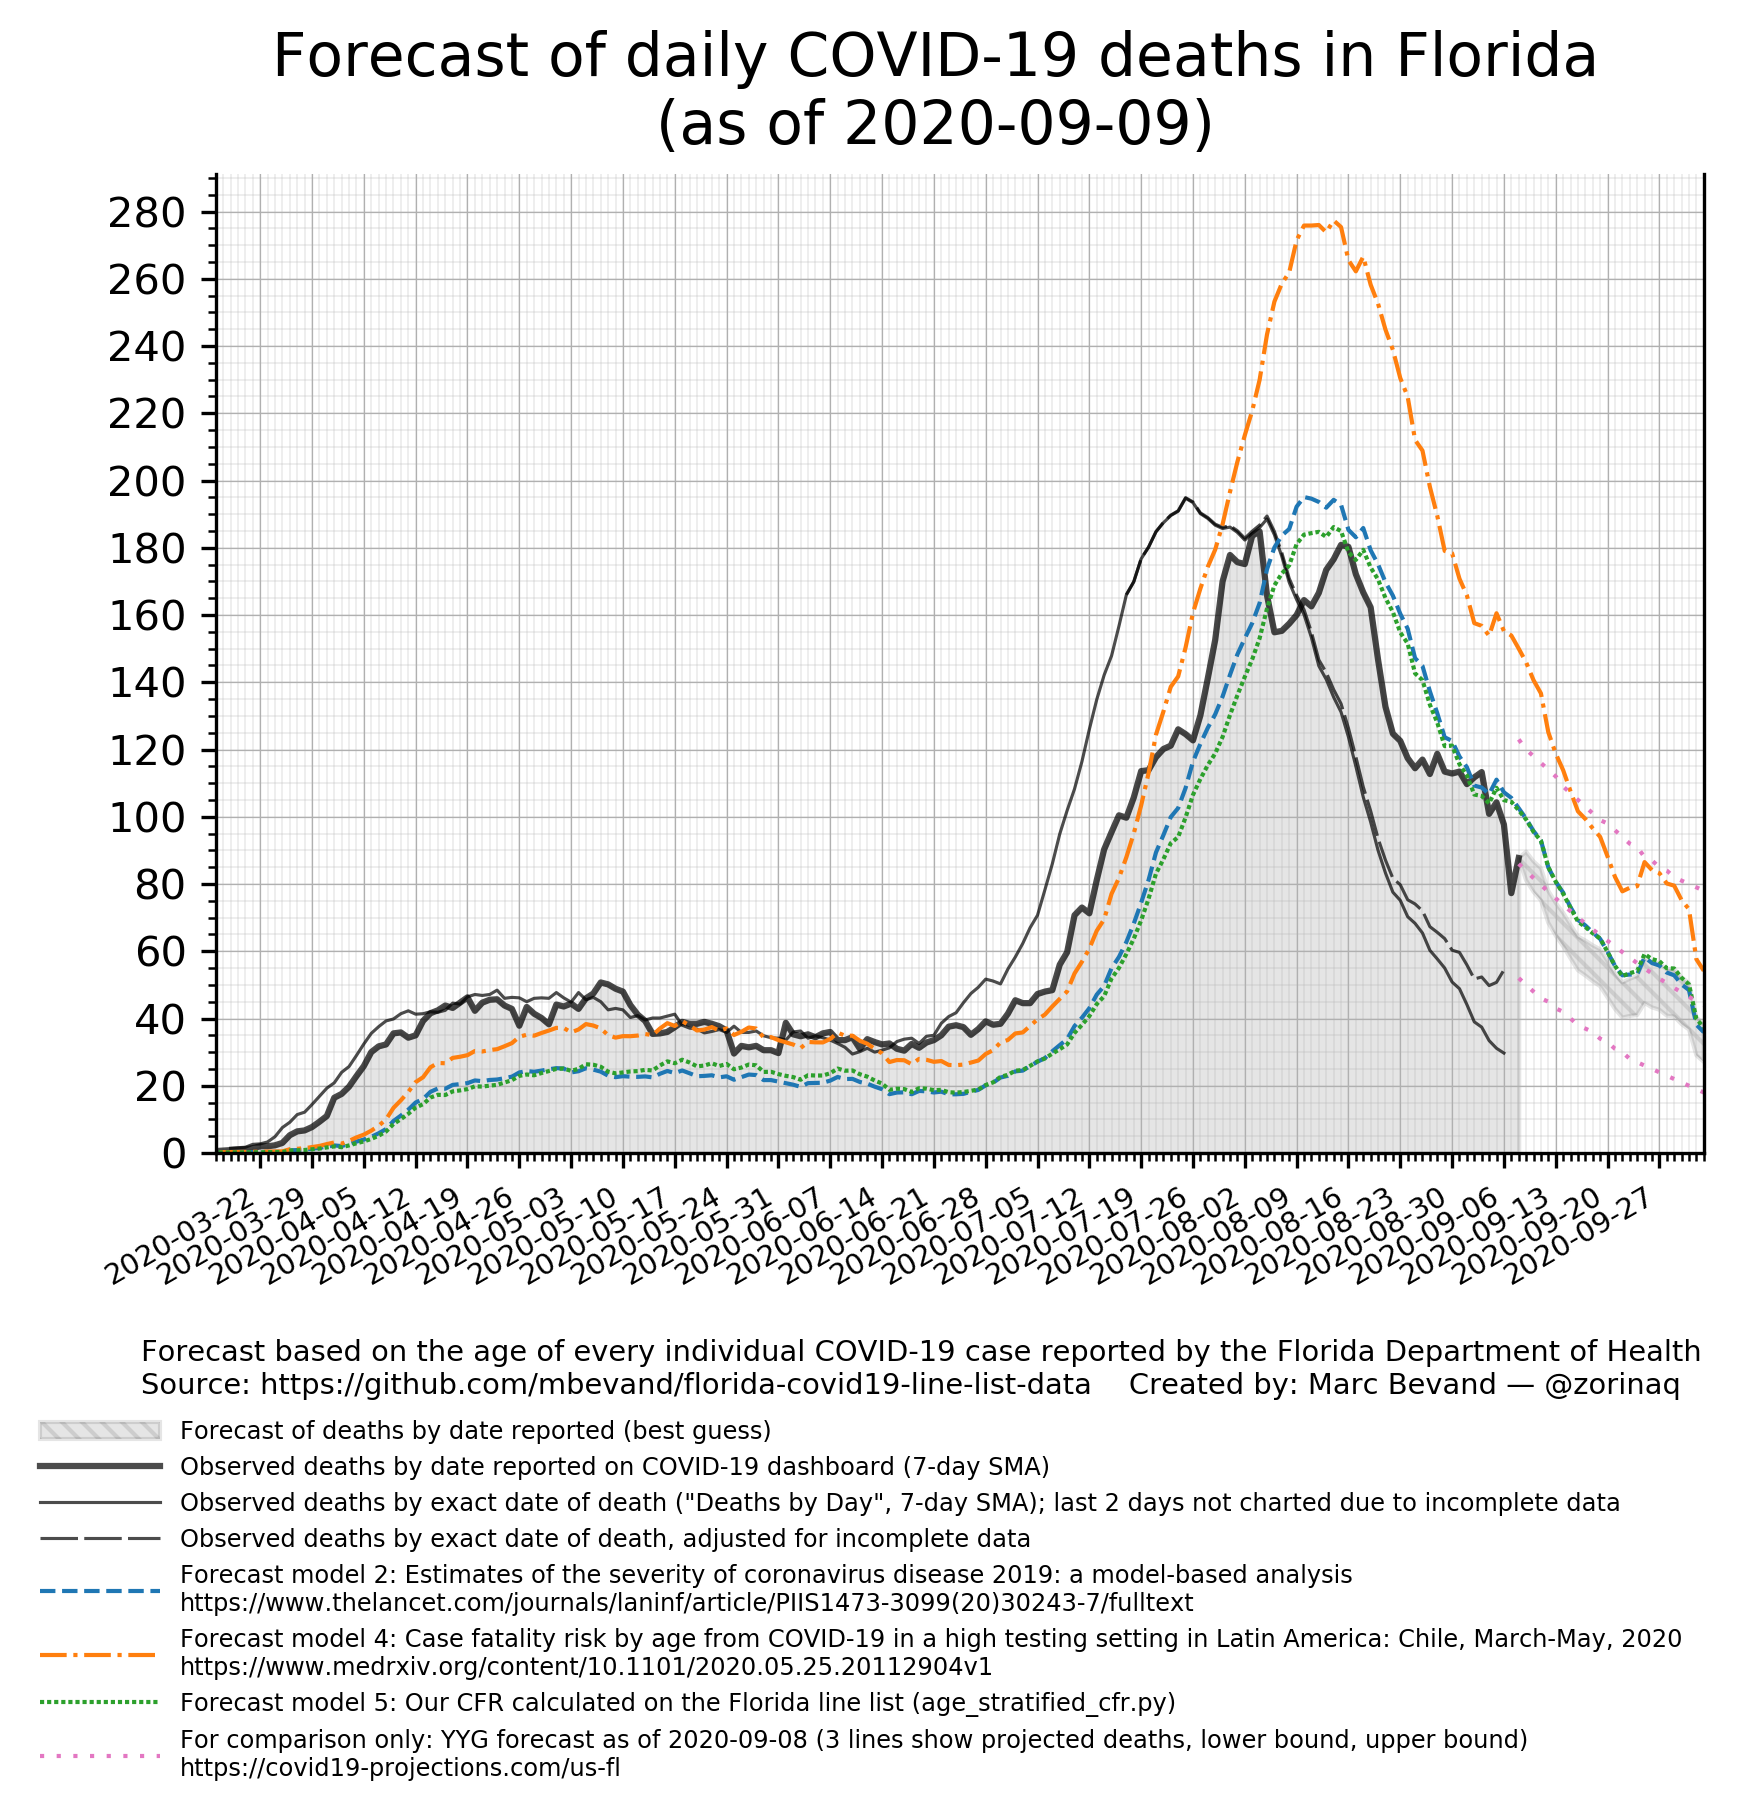 Forecast of daily COVID-19 deaths in Florida
(as of 2020-09-09)
280
260
240
220
200
180
160
140
120
100
80
60
40
20
0
2020-03-22
2020-03-29
2020-04-05
2020-04-12
2020-04-19
2020-04-26
2020-05-03
2020-05-10
2020-05-17
2020-05-24
2020-05-31
2020-06-07
2020-06-14
2020-06-21
2020-06-28
2020-07-05
2020-07-12
2020-07-19
2020-07-26
2020-08-02
2020-08-09
2020-08-16
2020-08-23
2020-08-30
2020-09-06
2020-09-13
2020-09-20
2020-09-27
Forecast based on the age of every individual COVID-19 case reported by the Florida Department of Health
Source: https://github.com/mbevand/florida-covid19-line-list-data    Created by: Marc Bevand — @zorinaq
Forecast of deaths by date reported (best guess)
Observed deaths by date reported on COVID-19 dashboard (7-day SMA)
Observed deaths by exact date of death ("Deaths by Day", 7-day SMA); last 2 days not charted due to incomplete data
Observed deaths by exact date of death, adjusted for incomplete data
Forecast model 2: Estimates of the severity of coronavirus disease 2019: a model-based analysis
https://www.thelancet.com/journals/laninf/article/PIIS1473-3099(20)30243-7/fulltext
Forecast model 4: Case fatality risk by age from COVID-19 in a high testing setting in Latin America: Chile, March-May, 2020
https://www.medrxiv.org/content/10.1101/2020.05.25.20112904v1
Forecast model 5: Our CFR calculated on the Florida line list (age_stratified_cfr.py)
For comparison only: YYG forecast as of 2020-09-08 (3 lines show projected deaths, lower bound, upper bound)
https://covid19-projections.com/us-fl